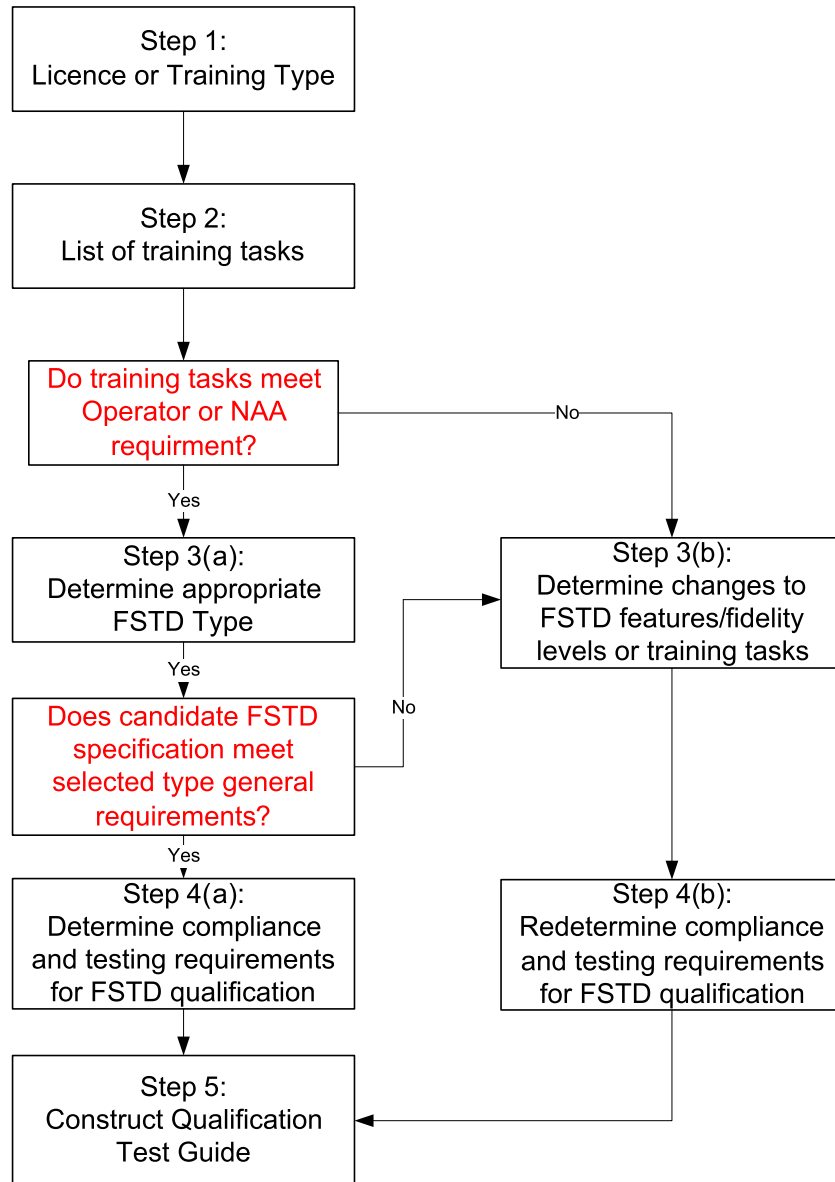 Step 1:
Licence or Training Type
Step 2:
List of training tasks
Do training tasks meet
Operator or NAA
requirment?
No
Yes
Step 3(a):
Determine appropriate
FSTD Type
Step 3(b):
Determine changes to
FSTD features/fidelity
levels or training tasks
Yes
No
Does candidate FSTD
specification meet
selected type general
requirements?
Yes
Step 4(a):
Determine compliance
and testing requirements
for FSTD qualification
Step 4(b):
Redetermine compliance
and testing requirements
for FSTD qualification
Step 5:
Construct Qualification
Test Guide